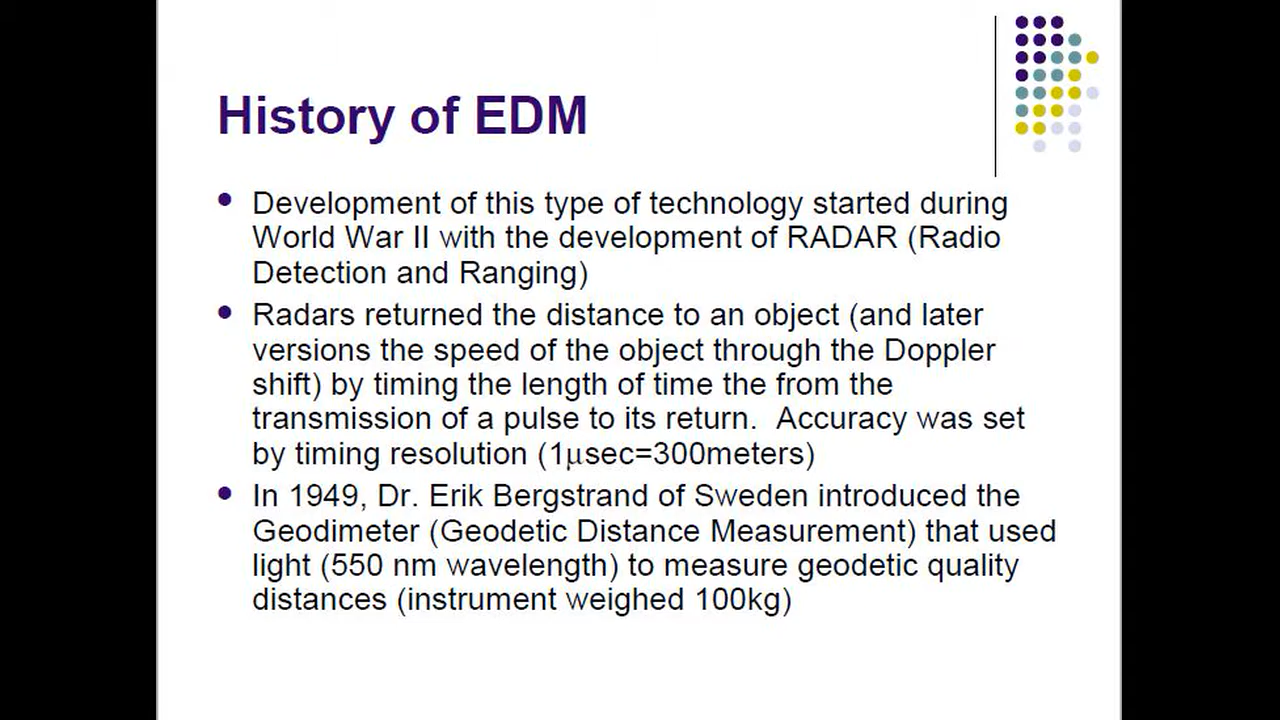 History of EDM
Development of this type of technology started during
World War II with the development of RADAR (Radio
Detection and Ranging)
Radars returned the distance to an object (and later
versions the speed of the object through the Doppler
shift) by timing the length of time the from the
transmission of a pulse to its return.  Accuracy was set
by timing resolution (1μsec=300meters)
In 1949, Dr. Erik Bergstrand of Sweden introduced the
Geodimeter (Geodetic Distance Measurement) that used
light (550 nm wavelength) to measure geodetic quality
distances (instrument weighed 100kg)